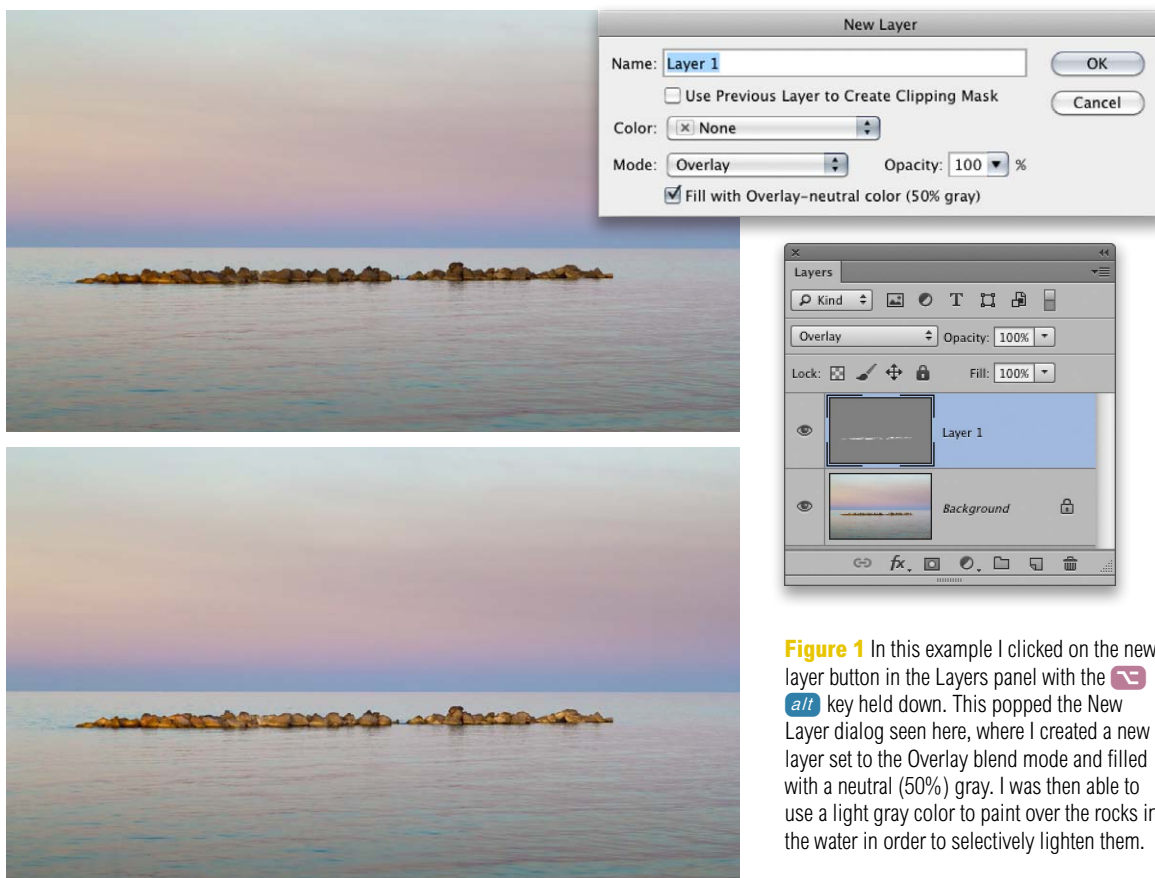 New Layer
Name: Layer 1
OK
Use Previous Layer to Create Clipping Mask
Cancel
Color: None
Mode: Overlay Opacity: 100 %
Fill with Overlay-neutral color (50% gray)
Layers
Kind
Overlay Opacity: 100%
Lock: Fill: 100%
Layer 1
Background
fx
Figure 1 In this example I clicked on the new
layer button in the Layers panel with the
alt key held down. This popped the New
Layer dialog seen here, where I created a new
layer set to the Overlay blend mode and filled
with a neutral (50%) gray. I was then able to
use a light gray color to paint over the rocks in
the water in order to selectively lighten them.